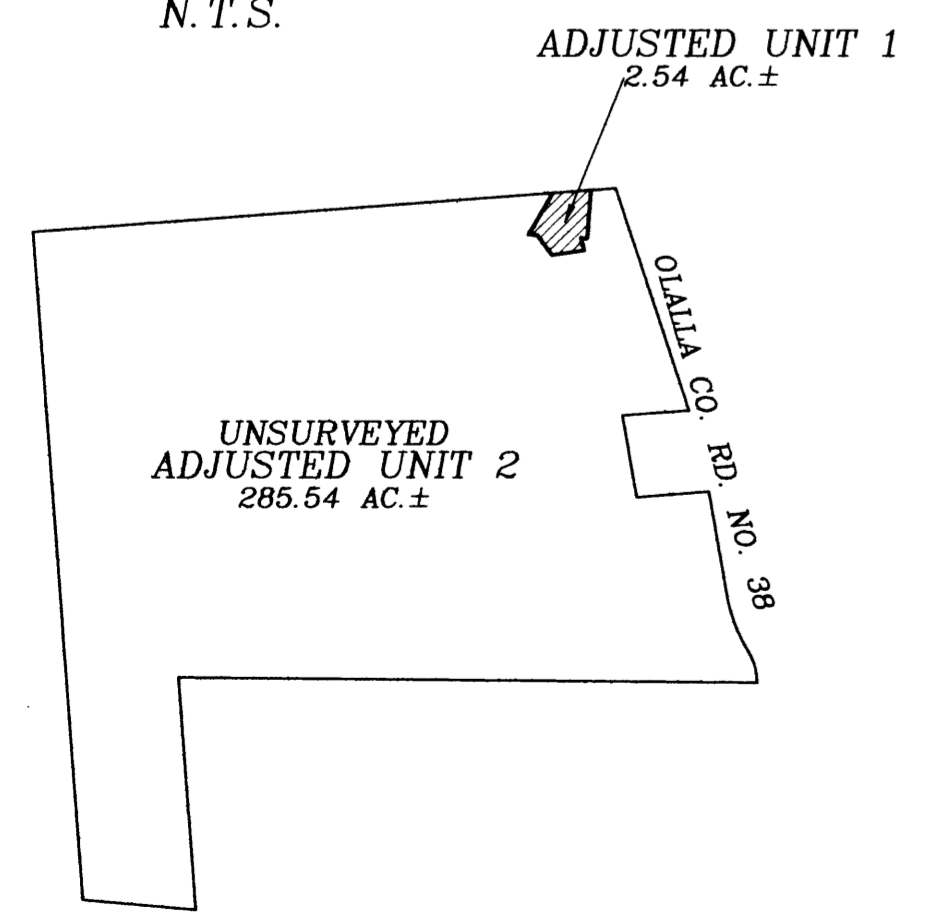 N.T.S.
ADJUSTED UNIT 1
2.54 AC.±
OLALLA CO. RD. NO. 38
UNSURVEYED
ADJUSTED UNIT 2
285.54 AC.±